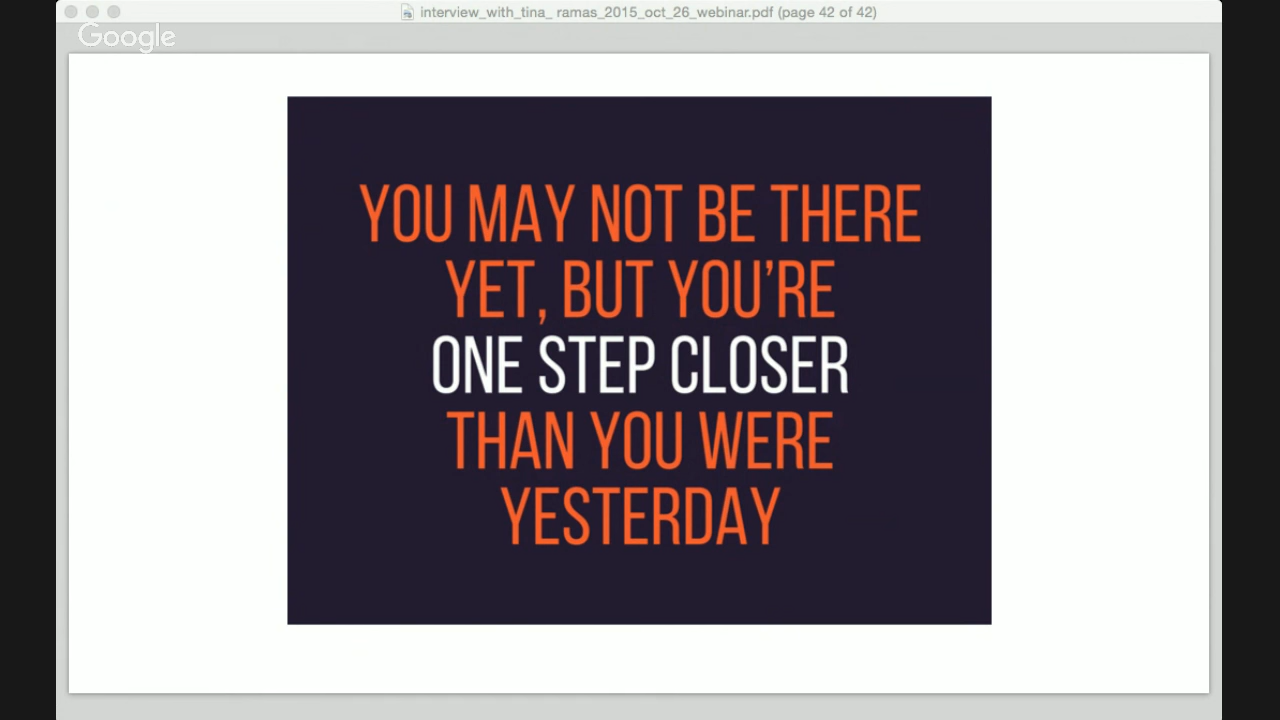 interview_with_tina_ ramas_2015_oct_26_webinar.pdf (page 42 of 42)
Google
YOU MAY NOT BE THERE
YET, BUT YOU’RE
ONE STEP CLOSER
THAN YOU WERE
YESTERDAY